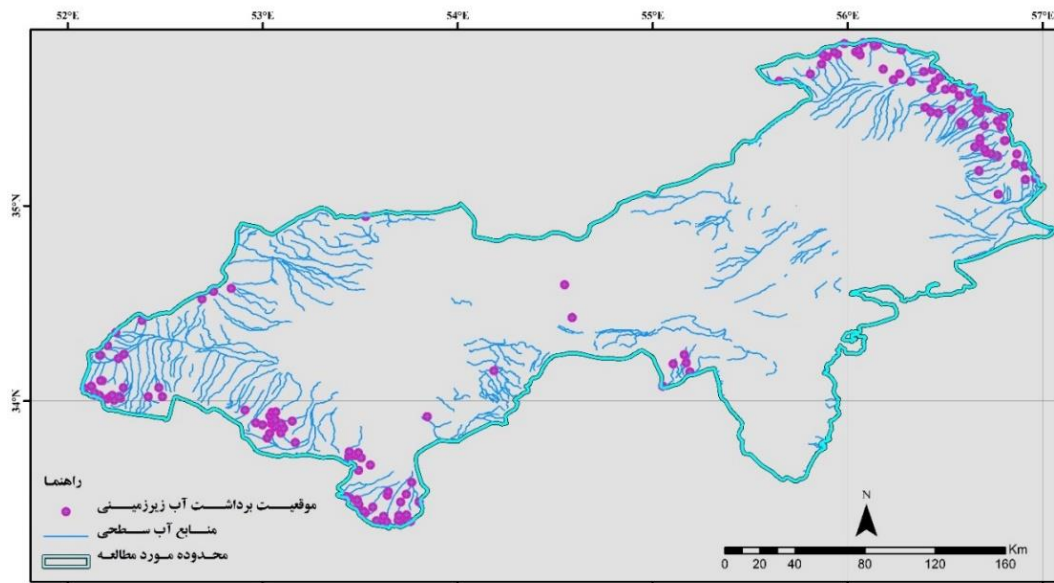 52°E 53°E 54°E 55°E 56°E 57°E
35°N
34°N
راهنما
موقعیت برداشت آب زیرزمینی
منابع آب سطحی
محدوده مورد مطالعه
N
Km
0 20 40 80 120 160